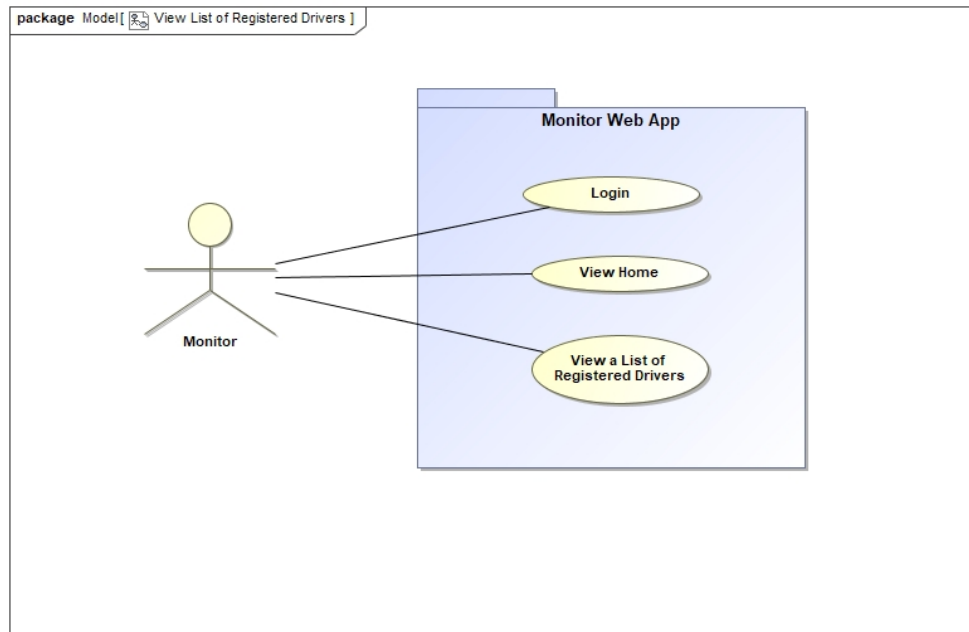 package Model[ View List of Registered Drivers ]
Monitor Web App
Login
View Home
View a List of
Registered Drivers
Monitor